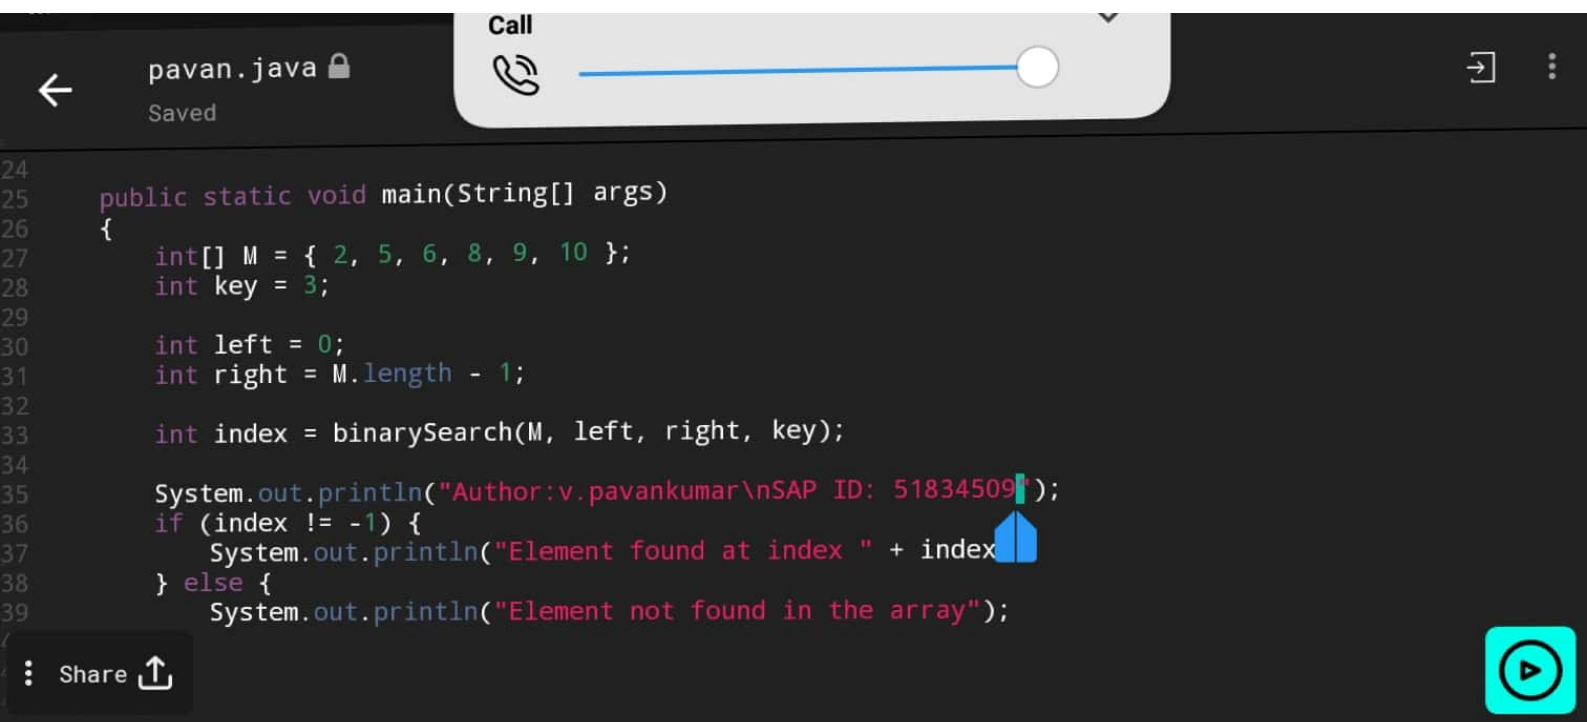 Call
pavan.java
Saved
24
25 public static void main(String[] args)
26 {
27 int[] M = { 2, 5, 6, 8, 9, 10 };
28 int key = 3;
29
30 int left = 0;
31 int right = M.length - 1;
32
33 int index = binarySearch(M, left, right, key);
34
35 System.out.println("Author:v.pavankumar\nSAP ID: 51834509");
36 if (index != -1) {
37 System.out.println("Element found at index " + index
38 } else {
39 System.out.println("Element not found in the array");
Share